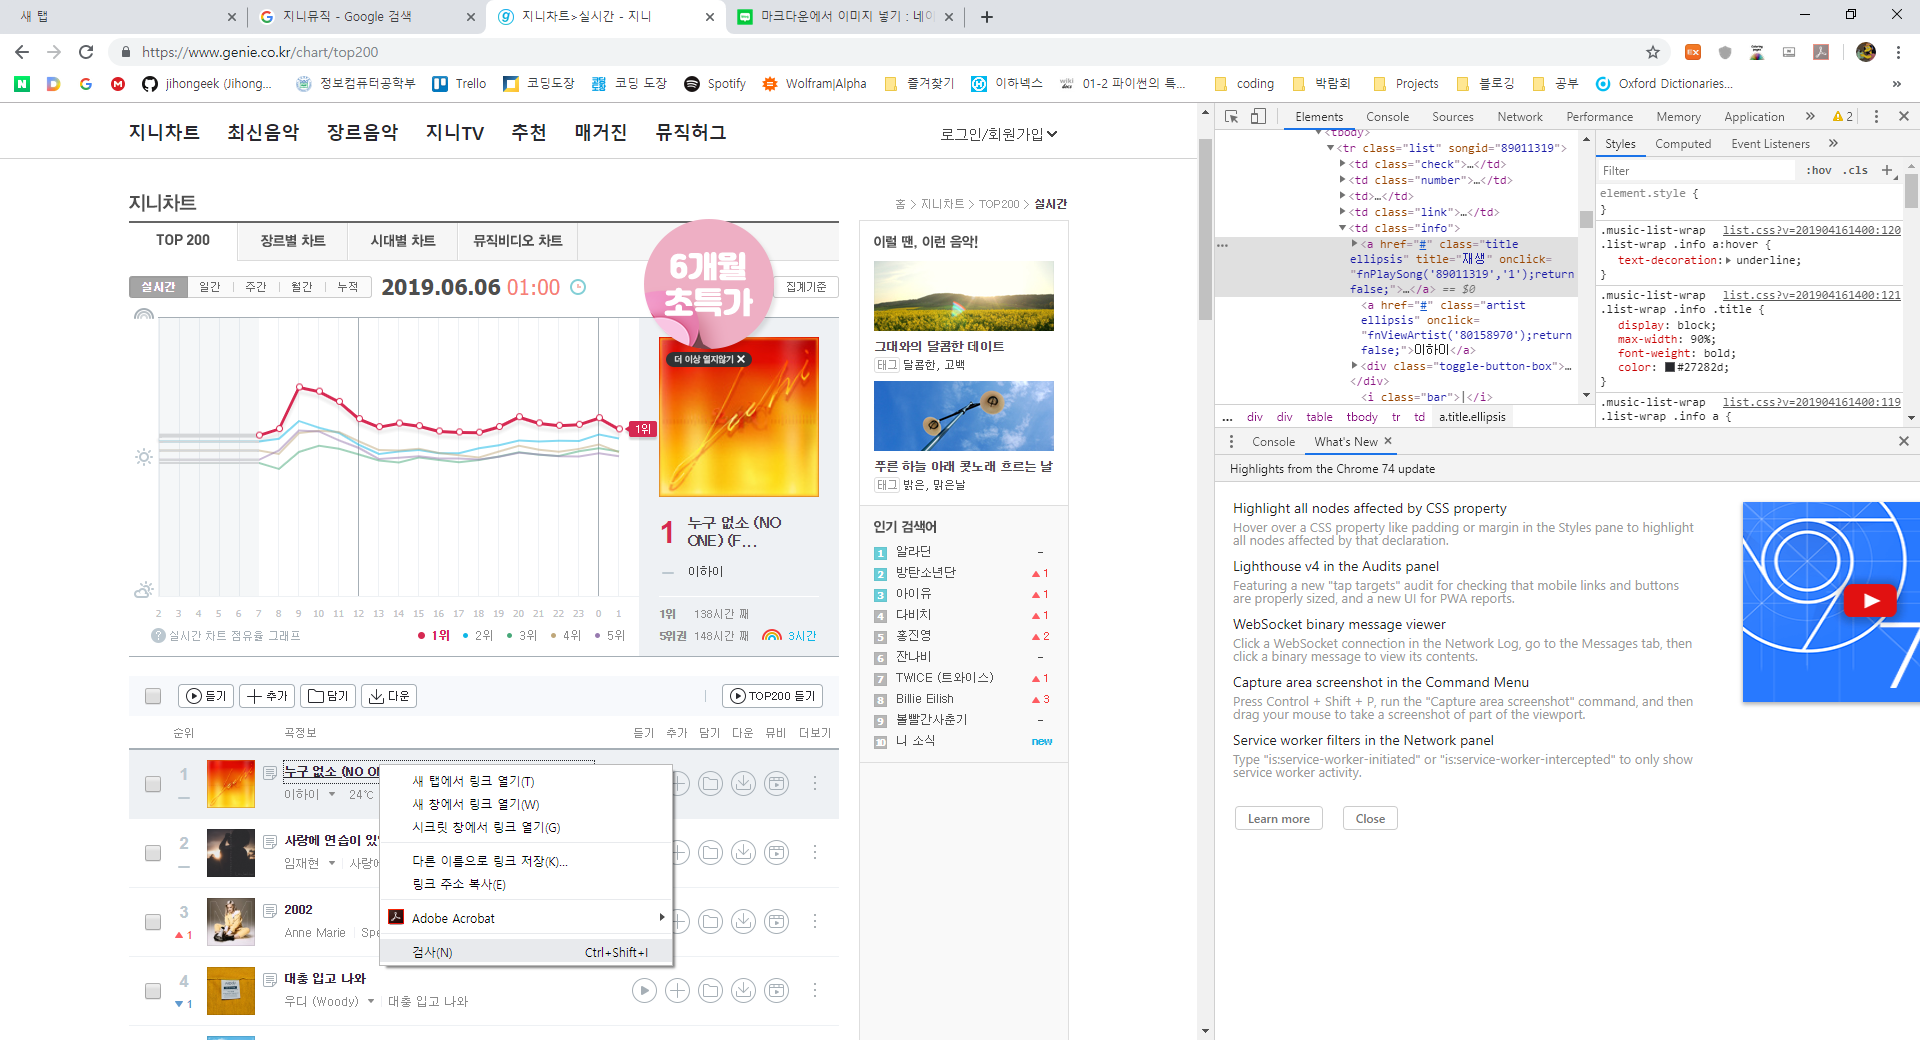 새 탭
지니뮤직 - Google 검색
지니차트>실시간 - 지니
마크다운에서 이미지 넣기 : 네이
https://www.genie.co.kr/chart/top200
jihongeek (Jihong...
정보컴퓨터공학부
Trello
코딩도장
코딩 도장
Spotify
Wolfram|Alpha
즐겨찾기
이하넥스
01-2 파이썬의 특...
coding
박람회
Projects
블로깅
공부
Oxford Dictionaries...
지니차트 최신음악 장르음악 지니TV 추천 매거진 뮤직허그
로그인/회원가입
지니차트
홈 > 지니차트 > TOP200 > 실시간
TOP 200 장르별 차트 시대별 차트 뮤직비디오 차트
실시간 일간 주간 월간 누적 2019.06.06 01:00
집계기준
6개월
초특가
더 이상 열지않기 ✕
1위
2 3 4 5 6 7 8 9 10 11 12 13 14 15 16 17 18 19 20 21 22 23 0 1
? 실시간 차트 점유율 그래프
1위 2위 3위 4위 5위
1 누구 없소 (NO
ONE) (F...
이하이
1위 138시간 째
5위권 148시간 째 3시간
이럴 땐, 이런 음악!
그대와의 달콤한 데이트
태그 달콤한, 고백
푸른 하늘 아래 콧노래 흐르는 날
태그 밝은, 맑은날
인기 검색어
1 알라딘 -
2 방탄소년단 ▲1
3 아이유 ▲1
4 다비치 ▲1
5 홍진영 ▲2
6 잔나비 -
7 TWICE (트와이스) ▲1
8 Billie Eilish ▲3
9 볼빨간사춘기 -
10 니 소식 new
듣기 추가 담기 다운 TOP200 듣기
순위 곡정보 듣기 추가 담기 다운 뮤비 더보기
1 누구 없소 (NO O
이하이 24℃
2 사랑에 연습이 있
임재현 사랑에
3 2002
▲1 Anne Marie Spe
4 대충 입고 나와
▼1 우디 (Woody) 대충 입고 나와
새 탭에서 링크 열기(T)
새 창에서 링크 열기(W)
시크릿 창에서 링크 열기(G)
다른 이름으로 링크 저장(K)...
링크 주소 복사(E)
Adobe Acrobat
검사(N) Ctrl+Shift+I
Elements Console Sources Network Performance Memory Application » 2
<tbody>
<tr class="list" songid="89011319">
<td class="check">…</td>
<td class="number">…</td>
<td>…</td>
<td class="link">…</td>
<td class="info">
<a href="#" class="title
ellipsis" title="재생" onclick=
"fnPlaySong('89011319','1');return
false;">…</a> == $0
<a href="#" class="artist
ellipsis" onclick=
"fnViewArtist('80158970');return
false;">이하이</a>
<div class="toggle-button-box">…
</div>
<i class="bar">|</i>
... div div table tbody tr td a.title.ellipsis
Styles Computed Event Listeners »
Filter :hov .cls +
element.style {
}
.music-list-wrap list.css?v=201904161400:120
.list-wrap .info a:hover {
text-decoration: underline;
}
.music-list-wrap list.css?v=201904161400:121
.list-wrap .info .title {
display: block;
max-width: 90%;
font-weight: bold;
color: #27282d;
}
.music-list-wrap list.css?v=201904161400:119
.list-wrap .info a {
Console What's New ✕
Highlights from the Chrome 74 update
Highlight all nodes affected by CSS property
Hover over a CSS property like padding or margin in the Styles pane to highlight
all nodes affected by that declaration.
Lighthouse v4 in the Audits panel
Featuring a new "tap targets" audit for checking that mobile links and buttons
are properly sized, and a new UI for PWA reports.
WebSocket binary message viewer
Click a WebSocket connection in the Network Log, go to the Messages tab, then
click a binary message to view its contents.
Capture area screenshot in the Command Menu
Press Control + Shift + P, run the "Capture area screenshot" command, and then
drag your mouse to take a screenshot of part of the viewport.
Service worker filters in the Network panel
Type "is:service-worker-initiated" or "is:service-worker-intercepted" to only show
service worker activity.
Learn more Close